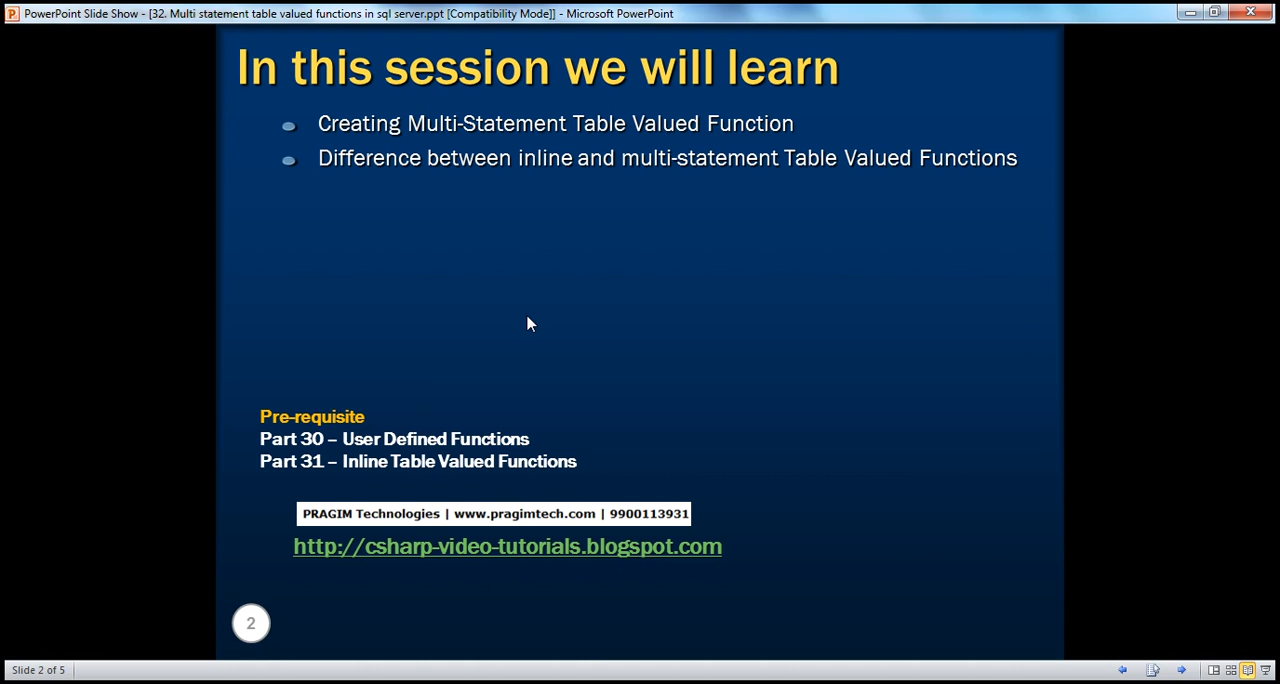 PowerPoint Slide Show - [32. Multi statement table valued functions in sql server.ppt [Compatibility Mode]] - Microsoft PowerPoint
In this session we will learn
Creating Multi-Statement Table Valued Function
Difference between inline and multi-statement Table Valued Functions
Pre-requisite
Part 30 – User Defined Functions
Part 31 – Inline Table Valued Functions
PRAGIM Technologies | www.pragimtech.com | 9900113931
http://csharp-video-tutorials.blogspot.com
2
Slide 2 of 5